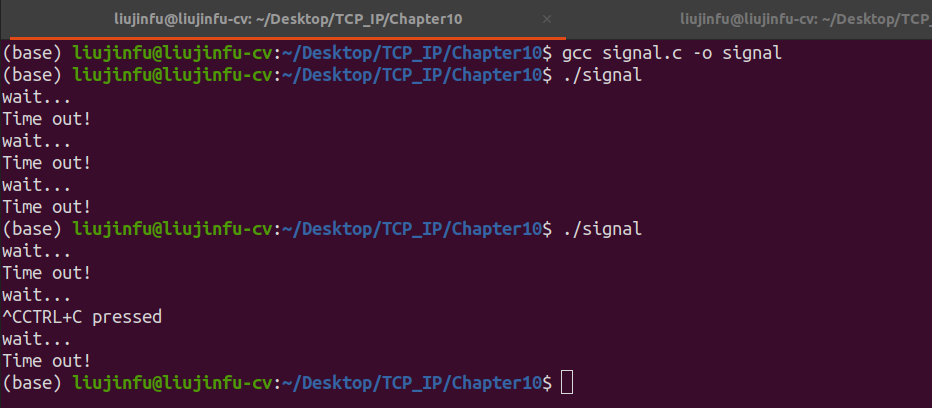 liujinfu@liujinfu-cv: ~/Desktop/TCP_IP/Chapter10 × liujinfu@liujinfu-cv: ~/Desktop/TCP_
(base) liujinfu@liujinfu-cv:~/Desktop/TCP_IP/Chapter10$ gcc signal.c -o signal
(base) liujinfu@liujinfu-cv:~/Desktop/TCP_IP/Chapter10$ ./signal
wait...
Time out!
wait...
Time out!
wait...
Time out!
(base) liujinfu@liujinfu-cv:~/Desktop/TCP_IP/Chapter10$ ./signal
wait...
Time out!
wait...
^CCTRL+C pressed
wait...
Time out!
(base) liujinfu@liujinfu-cv:~/Desktop/TCP_IP/Chapter10$